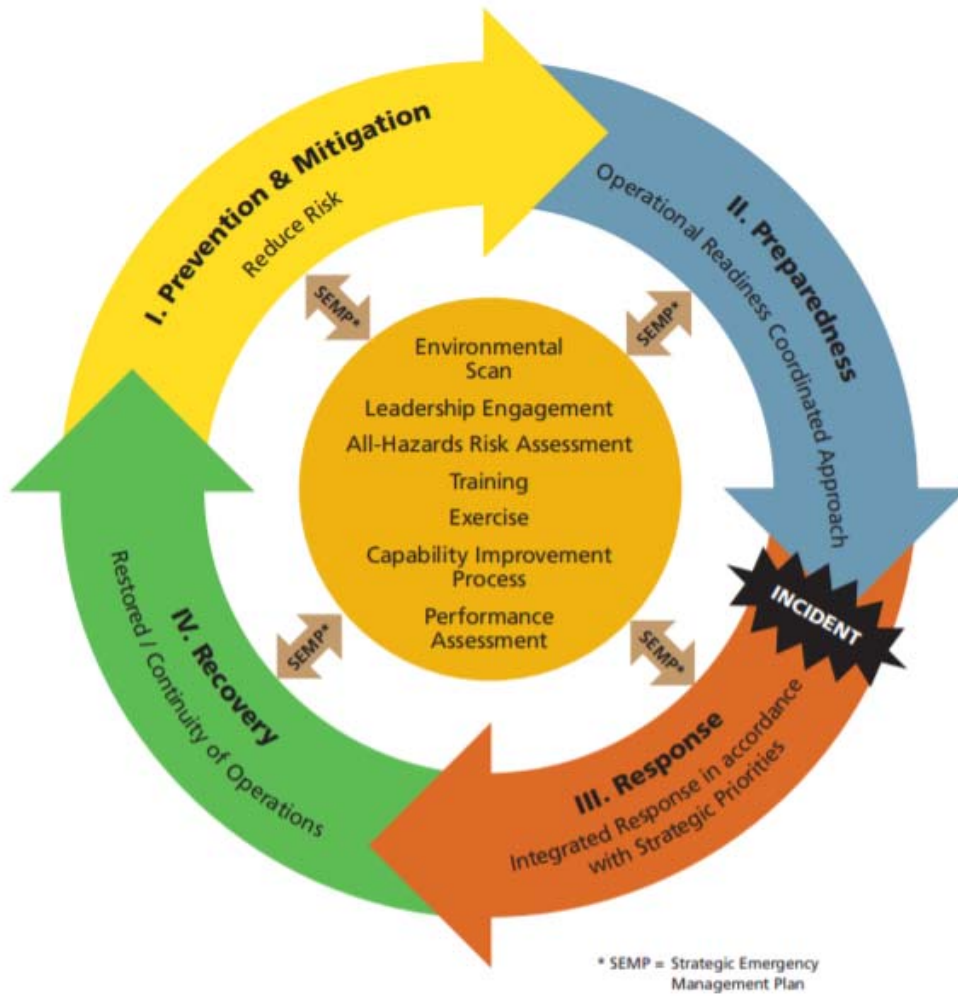 I. Prevention & Mitigation
Reduce Risk
II. Preparedness
Operational Readiness Coordinated Approach
SEMP*
SEMP*
Environmental
Scan
Leadership Engagement
All-Hazards Risk Assessment
Training
Exercise
Capability Improvement
Process
Performance
Assessment
SEMP*
SEMP*
INCIDENT
III. Response
Integrated Response in accordance
with Strategic Priorities
IV. Recovery
Restored / Continuity of Operations
* SEMP = Strategic Emergency
Management Plan